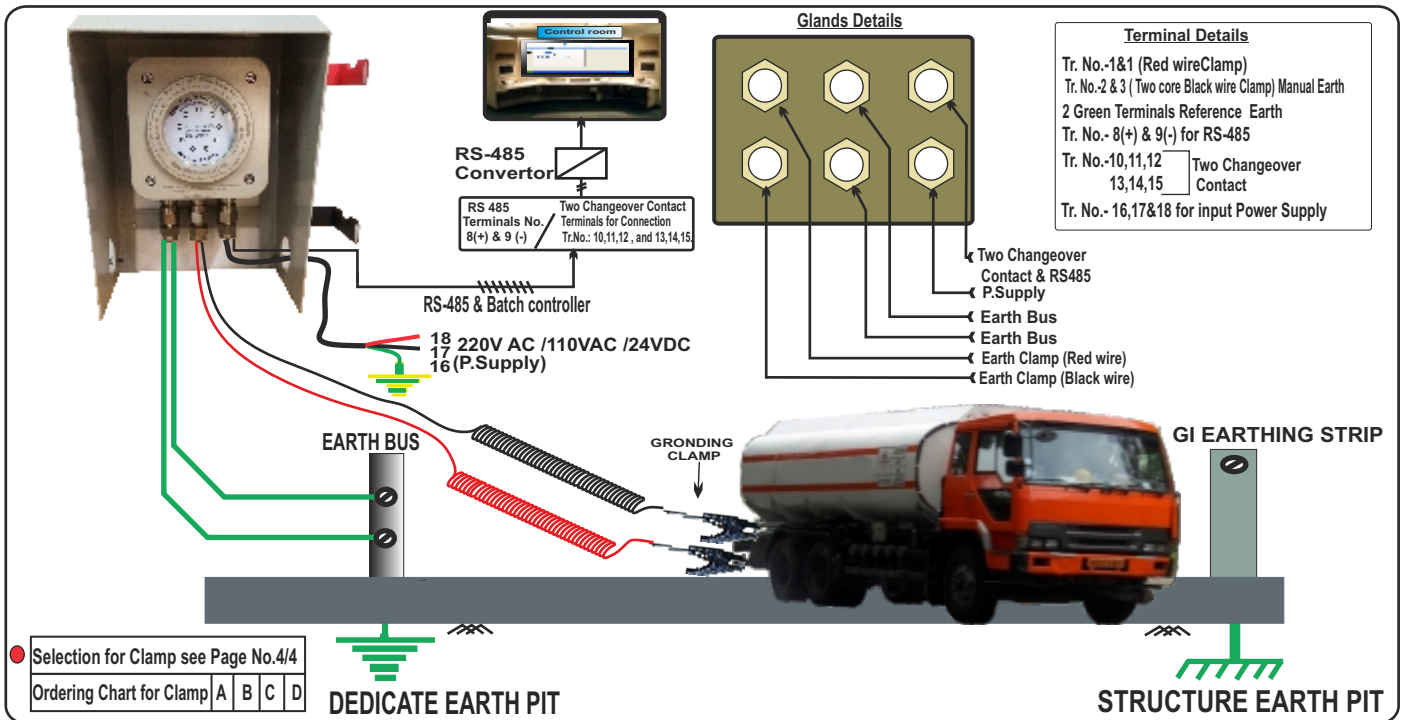 Control room
RS-485
Convertor
RS 485
Terminals No.
8(+) & 9 (-)
/
Two Changeover Contact
Terminals for Connection
Tr.No.: 10,11,12 , and 13,14,15.
RS-485 & Batch controller
18
17
16
220V AC /110VAC /24VDC
(P.Supply)
Glands Details
Two Changeover
Contact & RS485
P.Supply
Earth Bus
Earth Bus
Earth Clamp (Red wire)
Earth Clamp (Black wire)
Terminal Details
Tr. No.-1&1 (Red wireClamp)
Tr. No.-2 & 3 ( Two core Black wire Clamp) Manual Earth
2 Green Terminals Reference Earth
Tr. No.- 8(+) & 9(-) for RS-485
Tr. No.-10,11,12
13,14,15
Two Changeover
Contact
Tr. No.- 16,17&18 for input Power Supply
EARTH BUS
GRONDING
CLAMP
GI EARTHING STRIP
Selection for Clamp see Page No.4/4
Ordering Chart for Clamp A B C D
DEDICATE EARTH PIT
STRUCTURE EARTH PIT